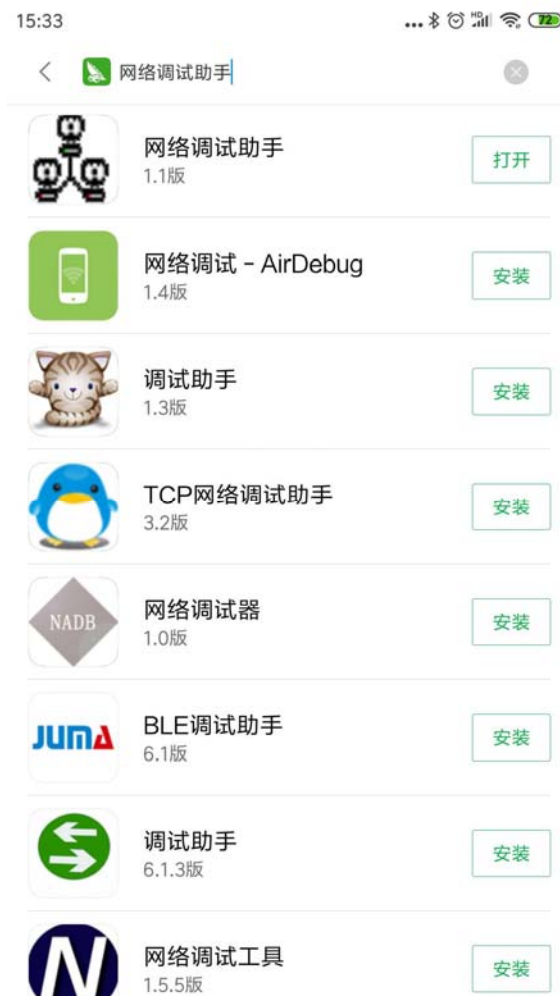 15:33
HD
72
网络调试助手
网络调试助手
1.1版
打开
网络调试 – AirDebug
1.4版
安装
调试助手
1.3版
安装
TCP网络调试助手
3.2版
安装
NADB
网络调试器
1.0版
安装
JUMA
BLE调试助手
6.1版
安装
调试助手
6.1.3版
安装
N
网络调试工具
1.5.5版
安装